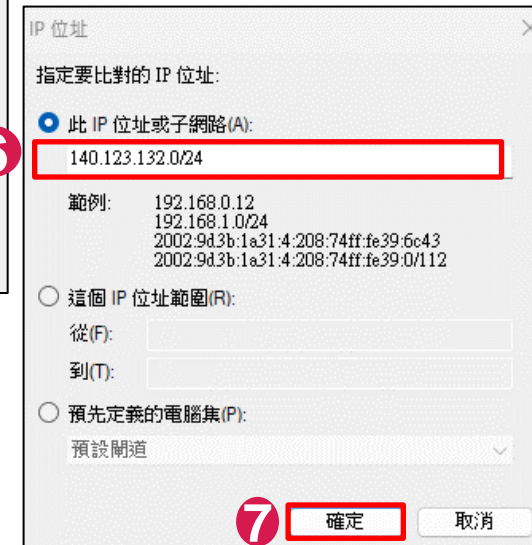 IP 位址
指定要比對的 IP 位址:
此 IP 位址或子網路(A):
6
140.123.132.0/24
範例: 192.168.0.12
192.168.1.0/24
2002:9d3b:1a31:4:208:74ff:fe39:6c43
2002:9d3b:1a31:4:208:74ff:fe39:0/112
這個 IP 位址範圍(R):
從(F):
到(T):
預先定義的電腦集(P):
預設閘道
7 確定 取消